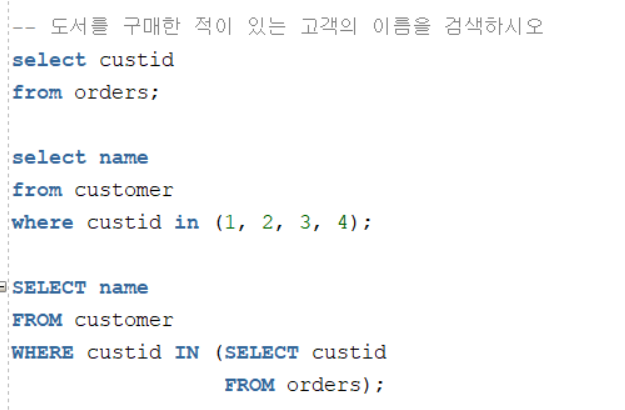 -- 도서를 구매한 적이 있는 고객의 이름을 검색하시오
select custid
from orders;
select name
from customer
where custid in (1, 2, 3, 4);
SELECT name
FROM customer
WHERE custid IN (SELECT custid
FROM orders);